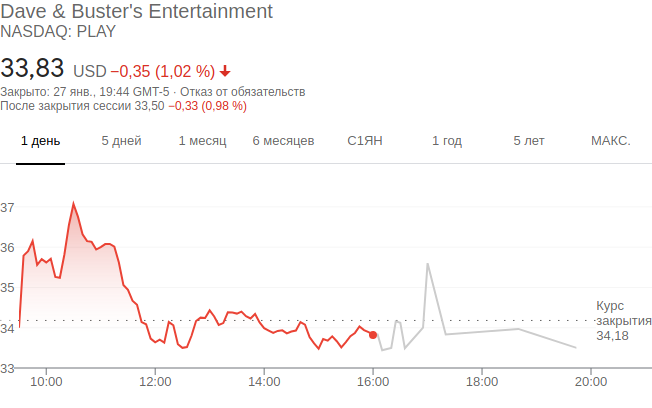 Dave & Buster's Entertainment
NASDAQ: PLAY
33,83 USD −0,35 (1,02 %)
Закрыто: 27 янв., 19:44 GMT-5 · Отказ от обязательств
После закрытия сессии 33,50 −0,33 (0,98 %)
1 день 5 дней 1 месяц 6 месяцев С1ЯН 1 год 5 лет МАКС.
37
36
35
34
33
Курс
закрытия
34,18
10:00 12:00 14:00 16:00 18:00 20:00